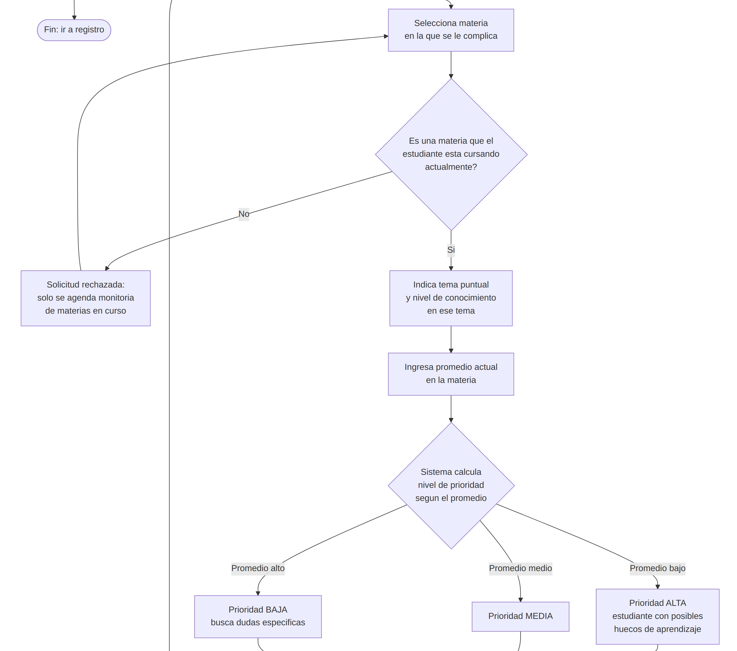 Selecciona materia
en la que se le complica
Fin: ir a registro
Es una materia que el
estudiante esta cursando
actualmente?
No
Si
Solicitud rechazada:
solo se agenda monitoria
de materias en curso
Indica tema puntual
y nivel de conocimiento
en ese tema
Ingresa promedio actual
en la materia
Sistema calcula
nivel de prioridad
segun el promedio
Promedio alto
Promedio medio
Promedio bajo
Prioridad BAJA
busca dudas especificas
Prioridad MEDIA
Prioridad ALTA
estudiante con posibles
huecos de aprendizaje